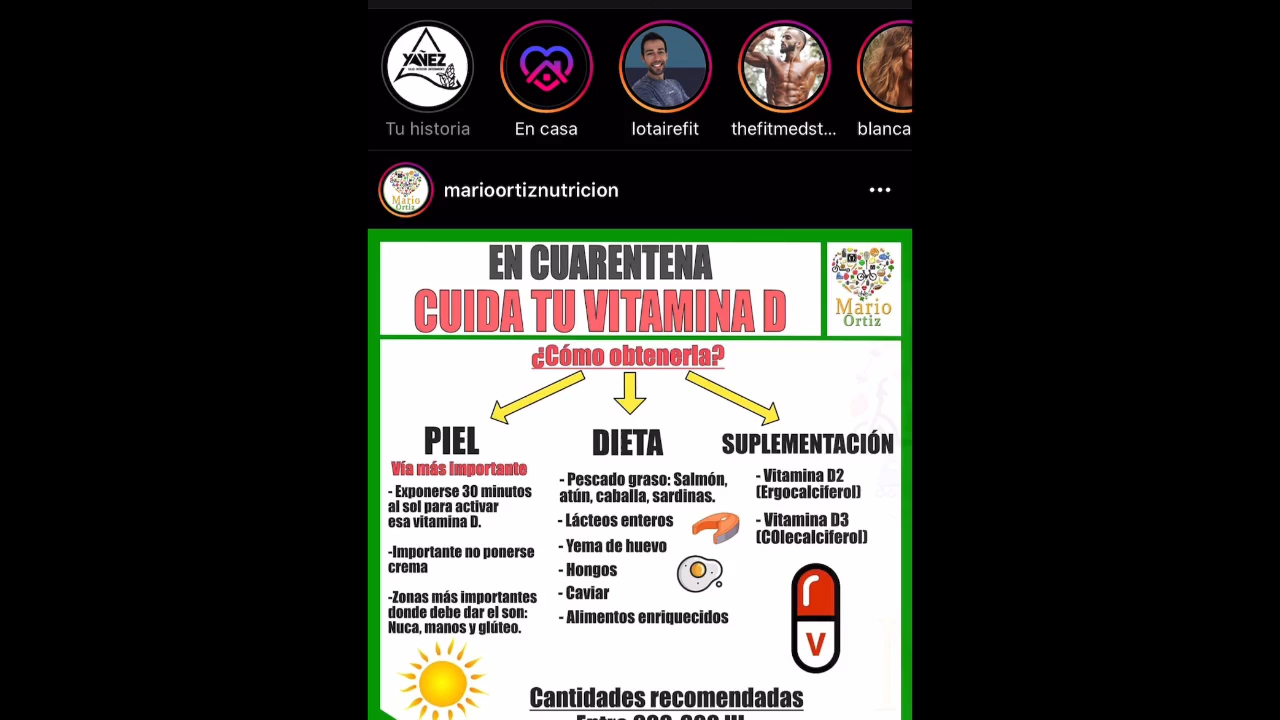 YAÑEZ
Tu historia
En casa
lotairefit
thefitmedst...
blanca
marioortiznutricion
EN CUARENTENA
CUIDA TU VITAMINA D
Mario
Ortiz
¿Cómo obtenerla?
PIEL
Vía más importante
- Exponerse 30 minutos
al sol para activar
esa vitamina D.
-Importante no ponerse
crema
-Zonas más importantes
donde debe dar el son:
Nuca, manos y glúteo.
DIETA
- Pescado graso: Salmón,
atún, caballa, sardinas.
- Lácteos enteros
- Yema de huevo
- Hongos
- Caviar
- Alimentos enriquecidos
SUPLEMENTACIÓN
- Vitamina D2
(Ergocalciferol)
- Vitamina D3
(COlecalciferol)
V
Cantidades recomendadas